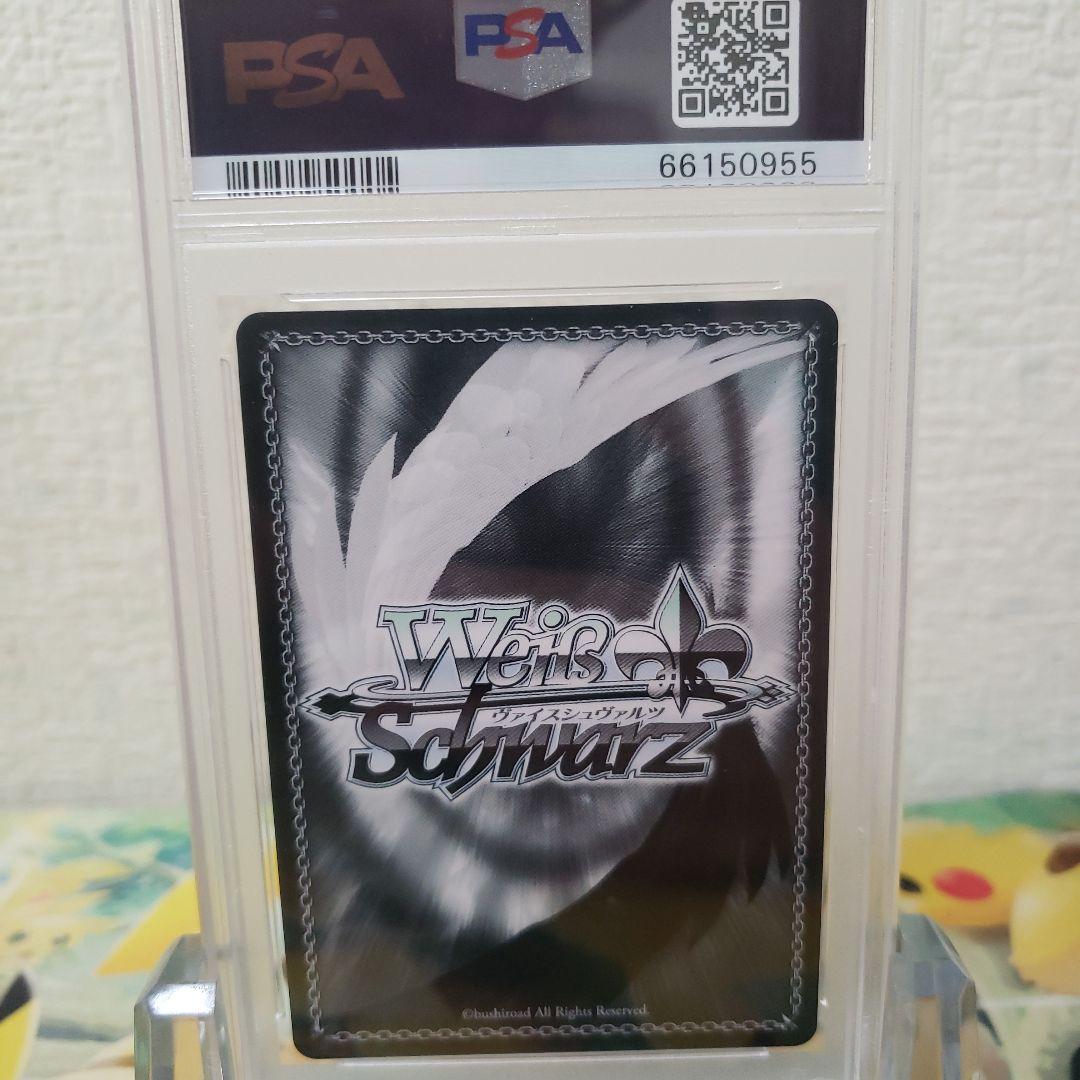 PSA
PSA
66150955
Weiß
ヴァイスシュヴァルツ
Schwarz
©bushiroad All Rights Reserved.